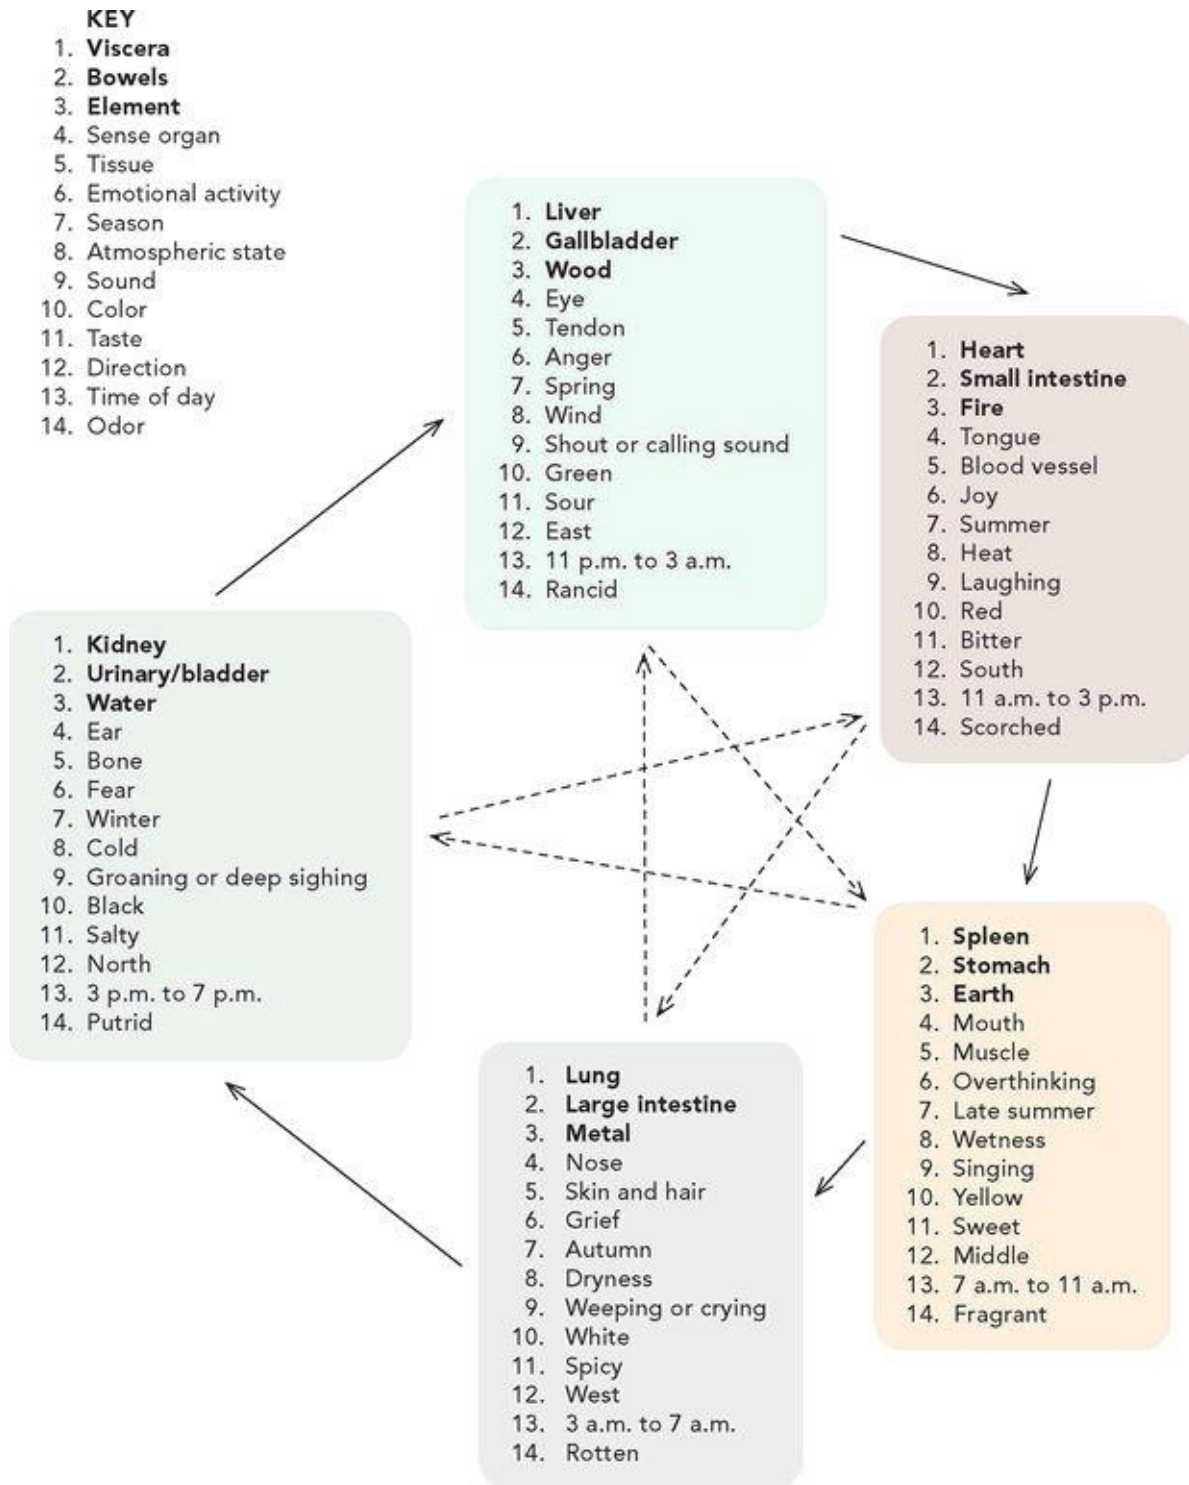 KEY
1. Viscera
2. Bowels
3. Element
4. Sense organ
5. Tissue
6. Emotional activity
7. Season
8. Atmospheric state
9. Sound
10. Color
11. Taste
12. Direction
13. Time of day
14. Odor
1. Liver
2. Gallbladder
3. Wood
4. Eye
5. Tendon
6. Anger
7. Spring
8. Wind
9. Shout or calling sound
10. Green
11. Sour
12. East
13. 11 p.m. to 3 a.m.
14. Rancid
1. Heart
2. Small intestine
3. Fire
4. Tongue
5. Blood vessel
6. Joy
7. Summer
8. Heat
9. Laughing
10. Red
11. Bitter
12. South
13. 11 a.m. to 3 p.m.
14. Scorched
1. Kidney
2. Urinary/bladder
3. Water
4. Ear
5. Bone
6. Fear
7. Winter
8. Cold
9. Groaning or deep sighing
10. Black
11. Salty
12. North
13. 3 p.m. to 7 p.m.
14. Putrid
1. Spleen
2. Stomach
3. Earth
4. Mouth
5. Muscle
6. Overthinking
7. Late summer
8. Wetness
9. Singing
10. Yellow
11. Sweet
12. Middle
13. 7 a.m. to 11 a.m.
14. Fragrant
1. Lung
2. Large intestine
3. Metal
4. Nose
5. Skin and hair
6. Grief
7. Autumn
8. Dryness
9. Weeping or crying
10. White
11. Spicy
12. West
13. 3 a.m. to 7 a.m.
14. Rotten